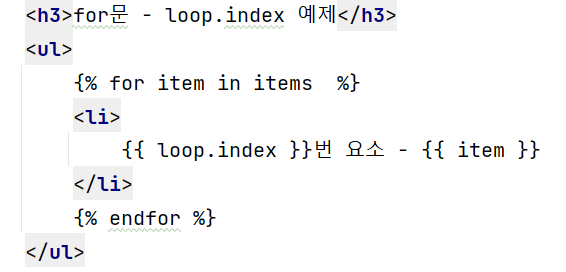 <h3>for문 - loop.index 예제</h3>
<ul>
{% for item in items  %}
<li>
{{ loop.index }}번 요소 - {{ item }}
</li>
{% endfor %}
</ul>